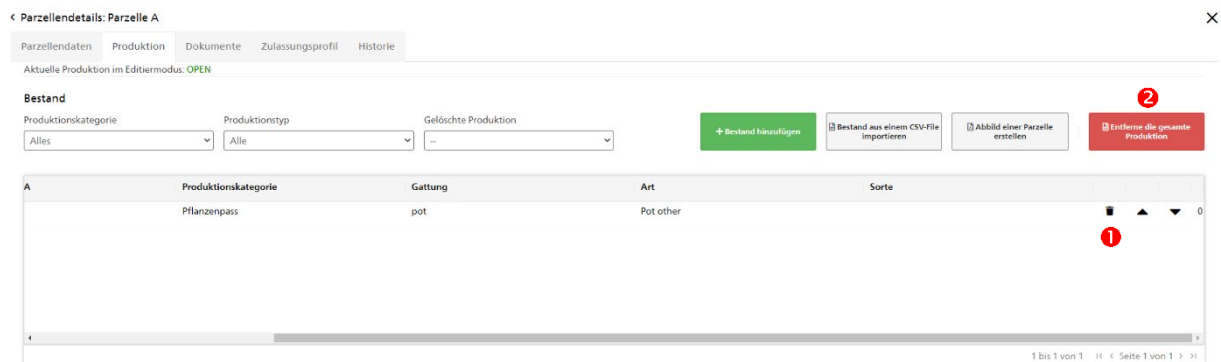 ‹ Parzellendetails: Parzelle A ×
Parzellendaten Produktion Dokumente Zulassungsprofil Historie
Aktuelle Produktion im Editiermodus: OPEN
Bestand
2
Produktionskategorie Produktionstyp Gelöschte Produktion
Alles Alle --
+ Bestand hinzufügen
Bestand aus einem CSV-File
importieren
Abbild einer Parzelle
erstellen
Entferne die gesamte
Produktion
A Produktionskategorie Gattung Art Sorte
Pflanzenpass pot Pot other 0
1
1 bis 1 von 1 Seite 1 von 1